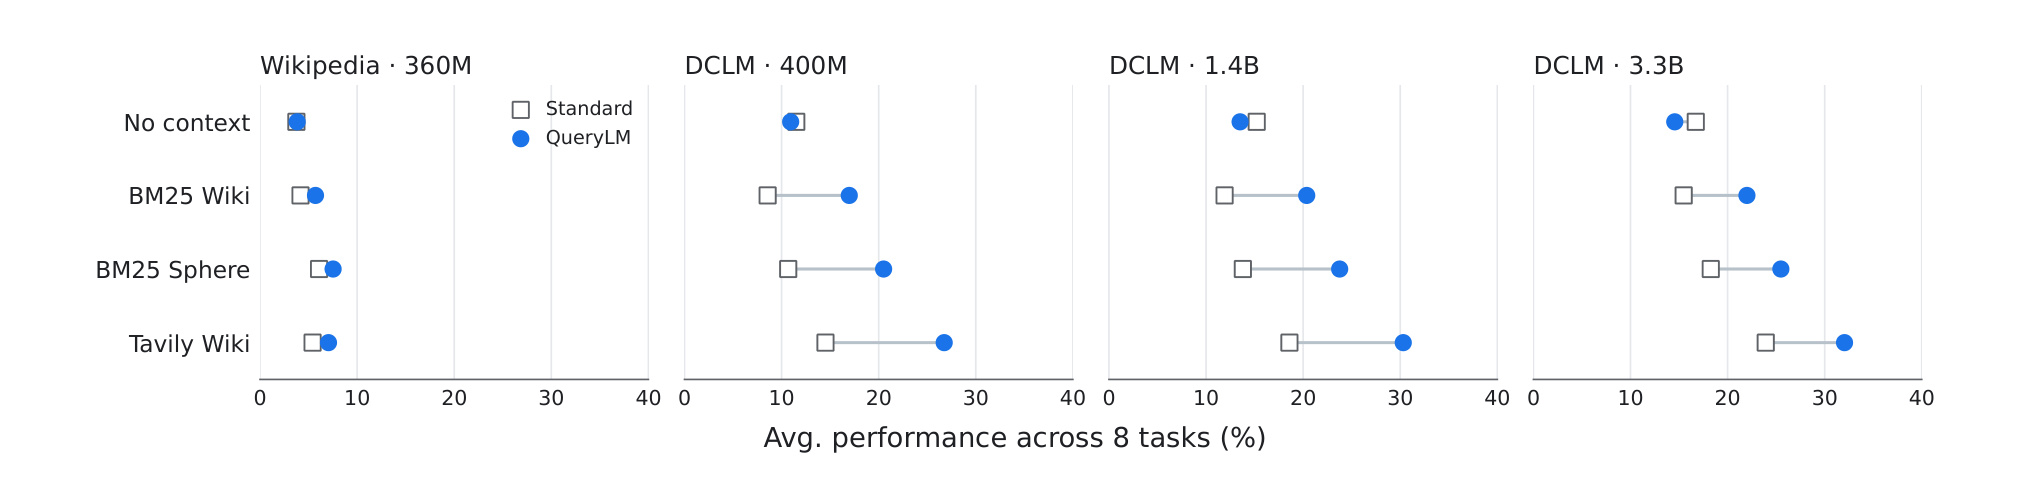 Wikipedia · 360M
DCLM · 400M
DCLM · 1.4B
DCLM · 3.3B
Standard
QueryLM
No context
BM25 Wiki
BM25 Sphere
Tavily Wiki
0 10 20 30 40
0 10 20 30 40
0 10 20 30 40
0 10 20 30 40
Avg. performance across 8 tasks (%)